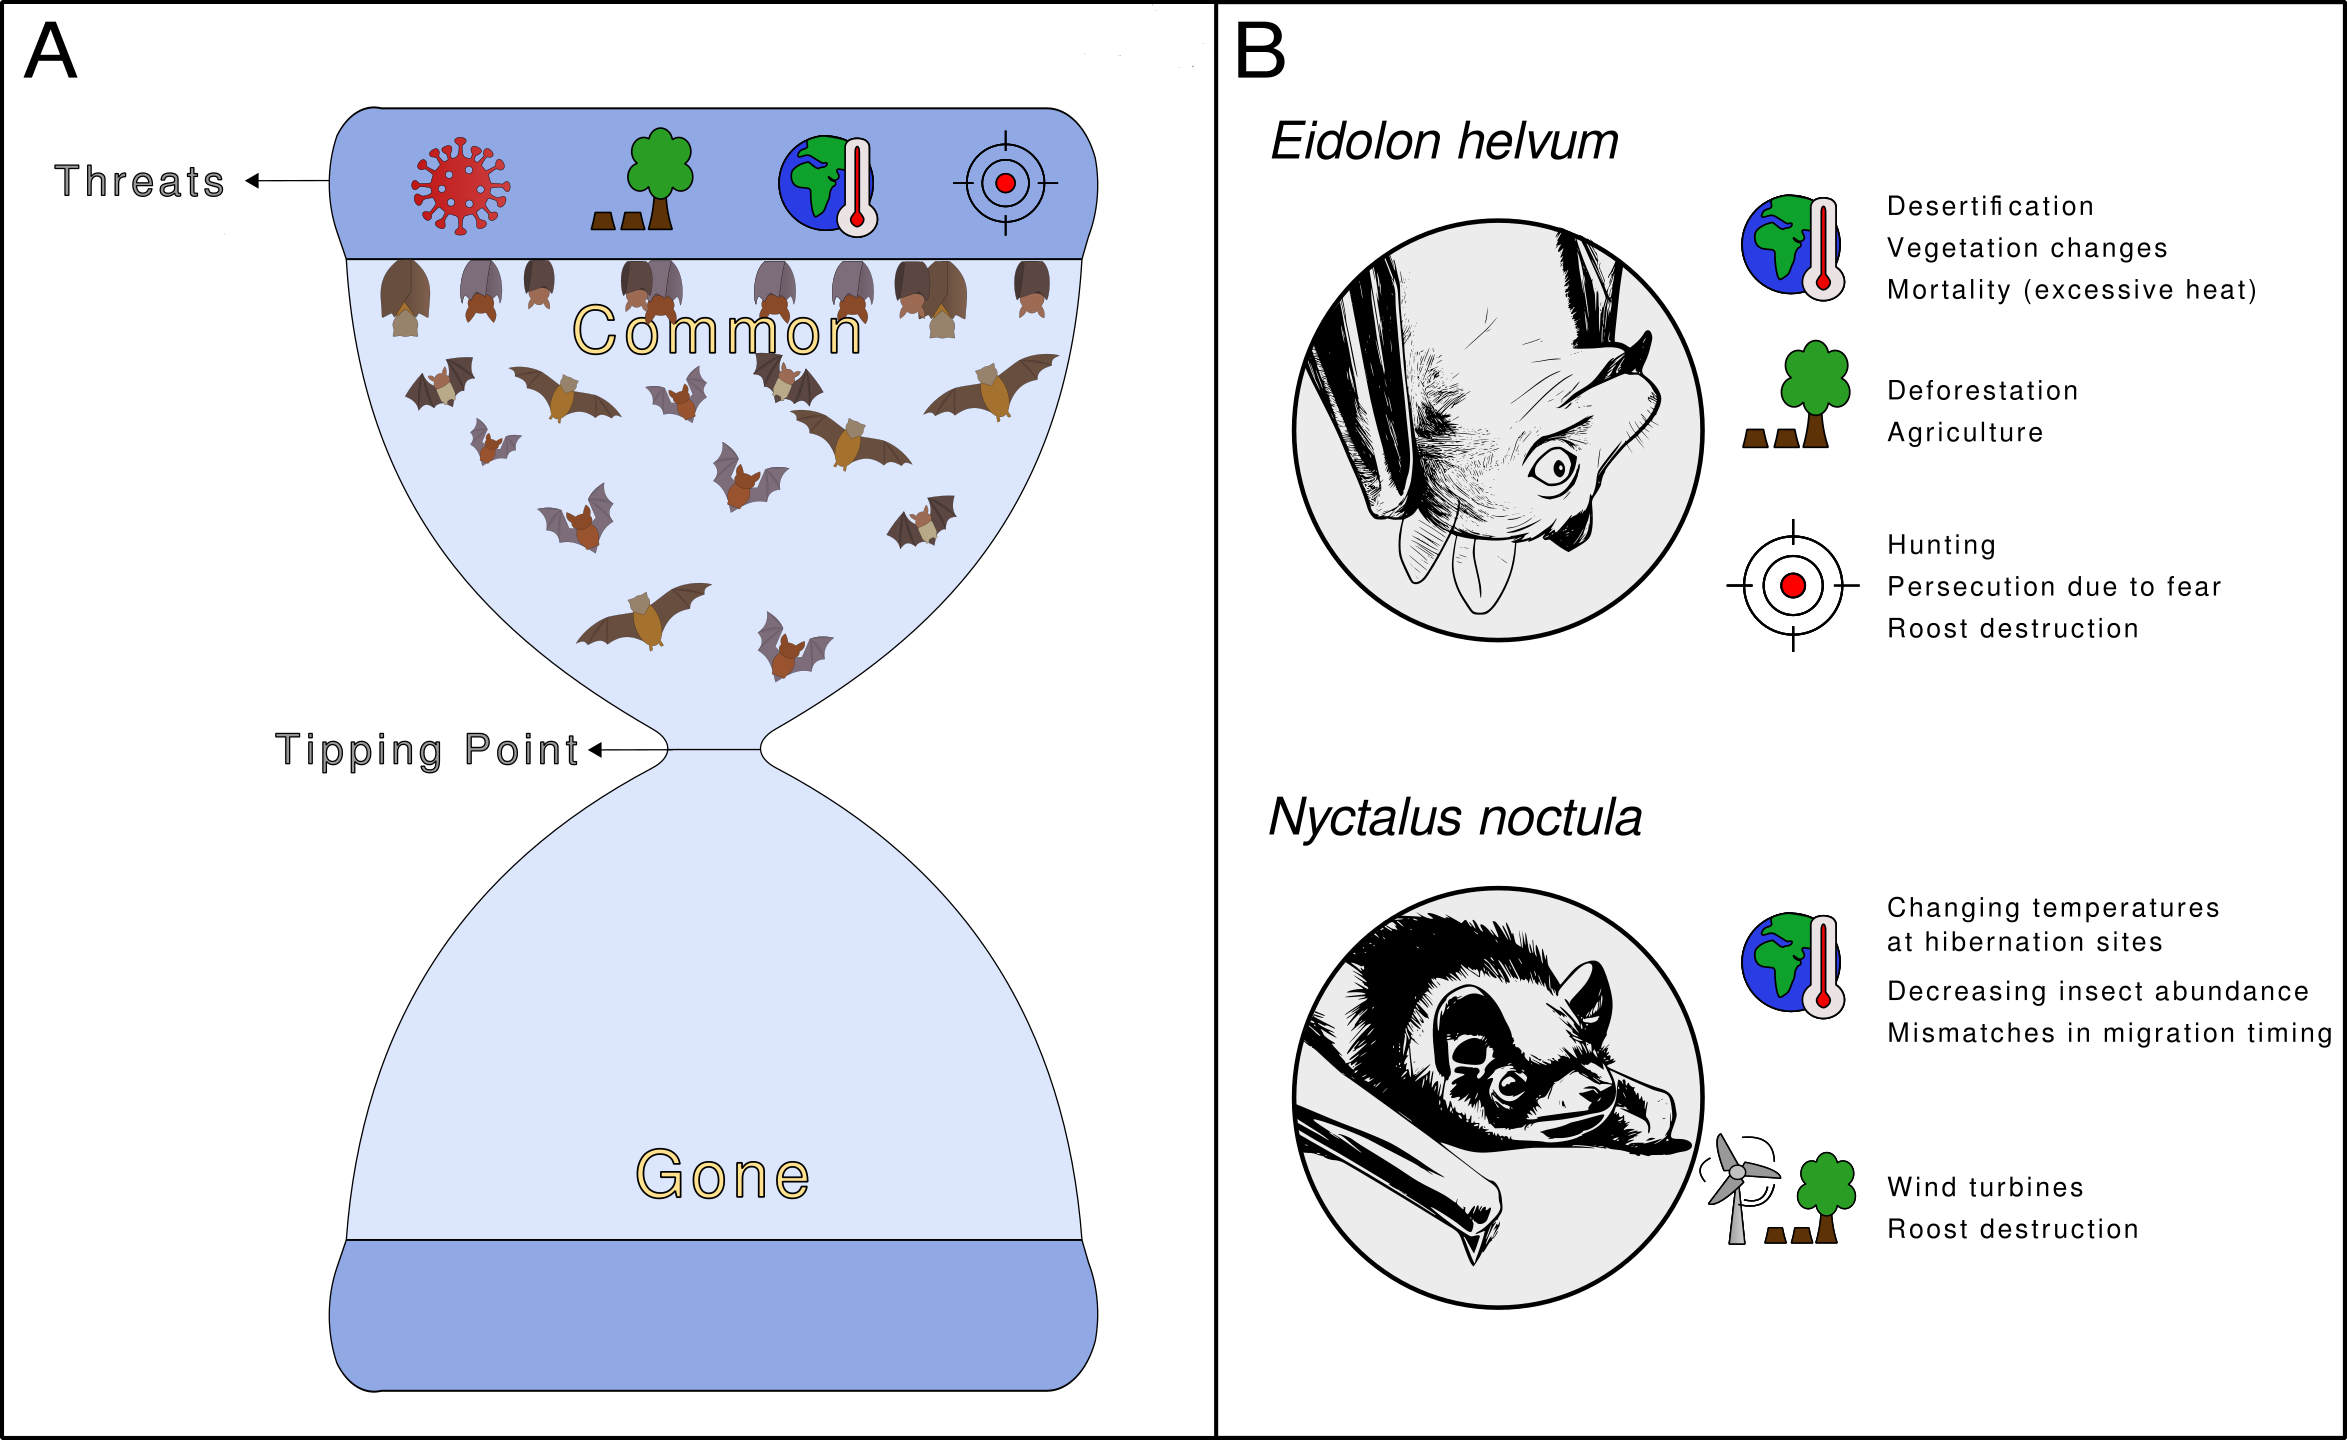 A
Threats
Common
Tipping Point
Gone
B
Eidolon helvum
Desertification
Vegetation changes
Mortality (excessive heat)
Deforestation
Agriculture
Hunting
Persecution due to fear
Roost destruction
Nyctalus noctula
Changing temperatures
at hibernation sites
Decreasing insect abundance
Mismatches in migration timing
Wind turbines
Roost destruction